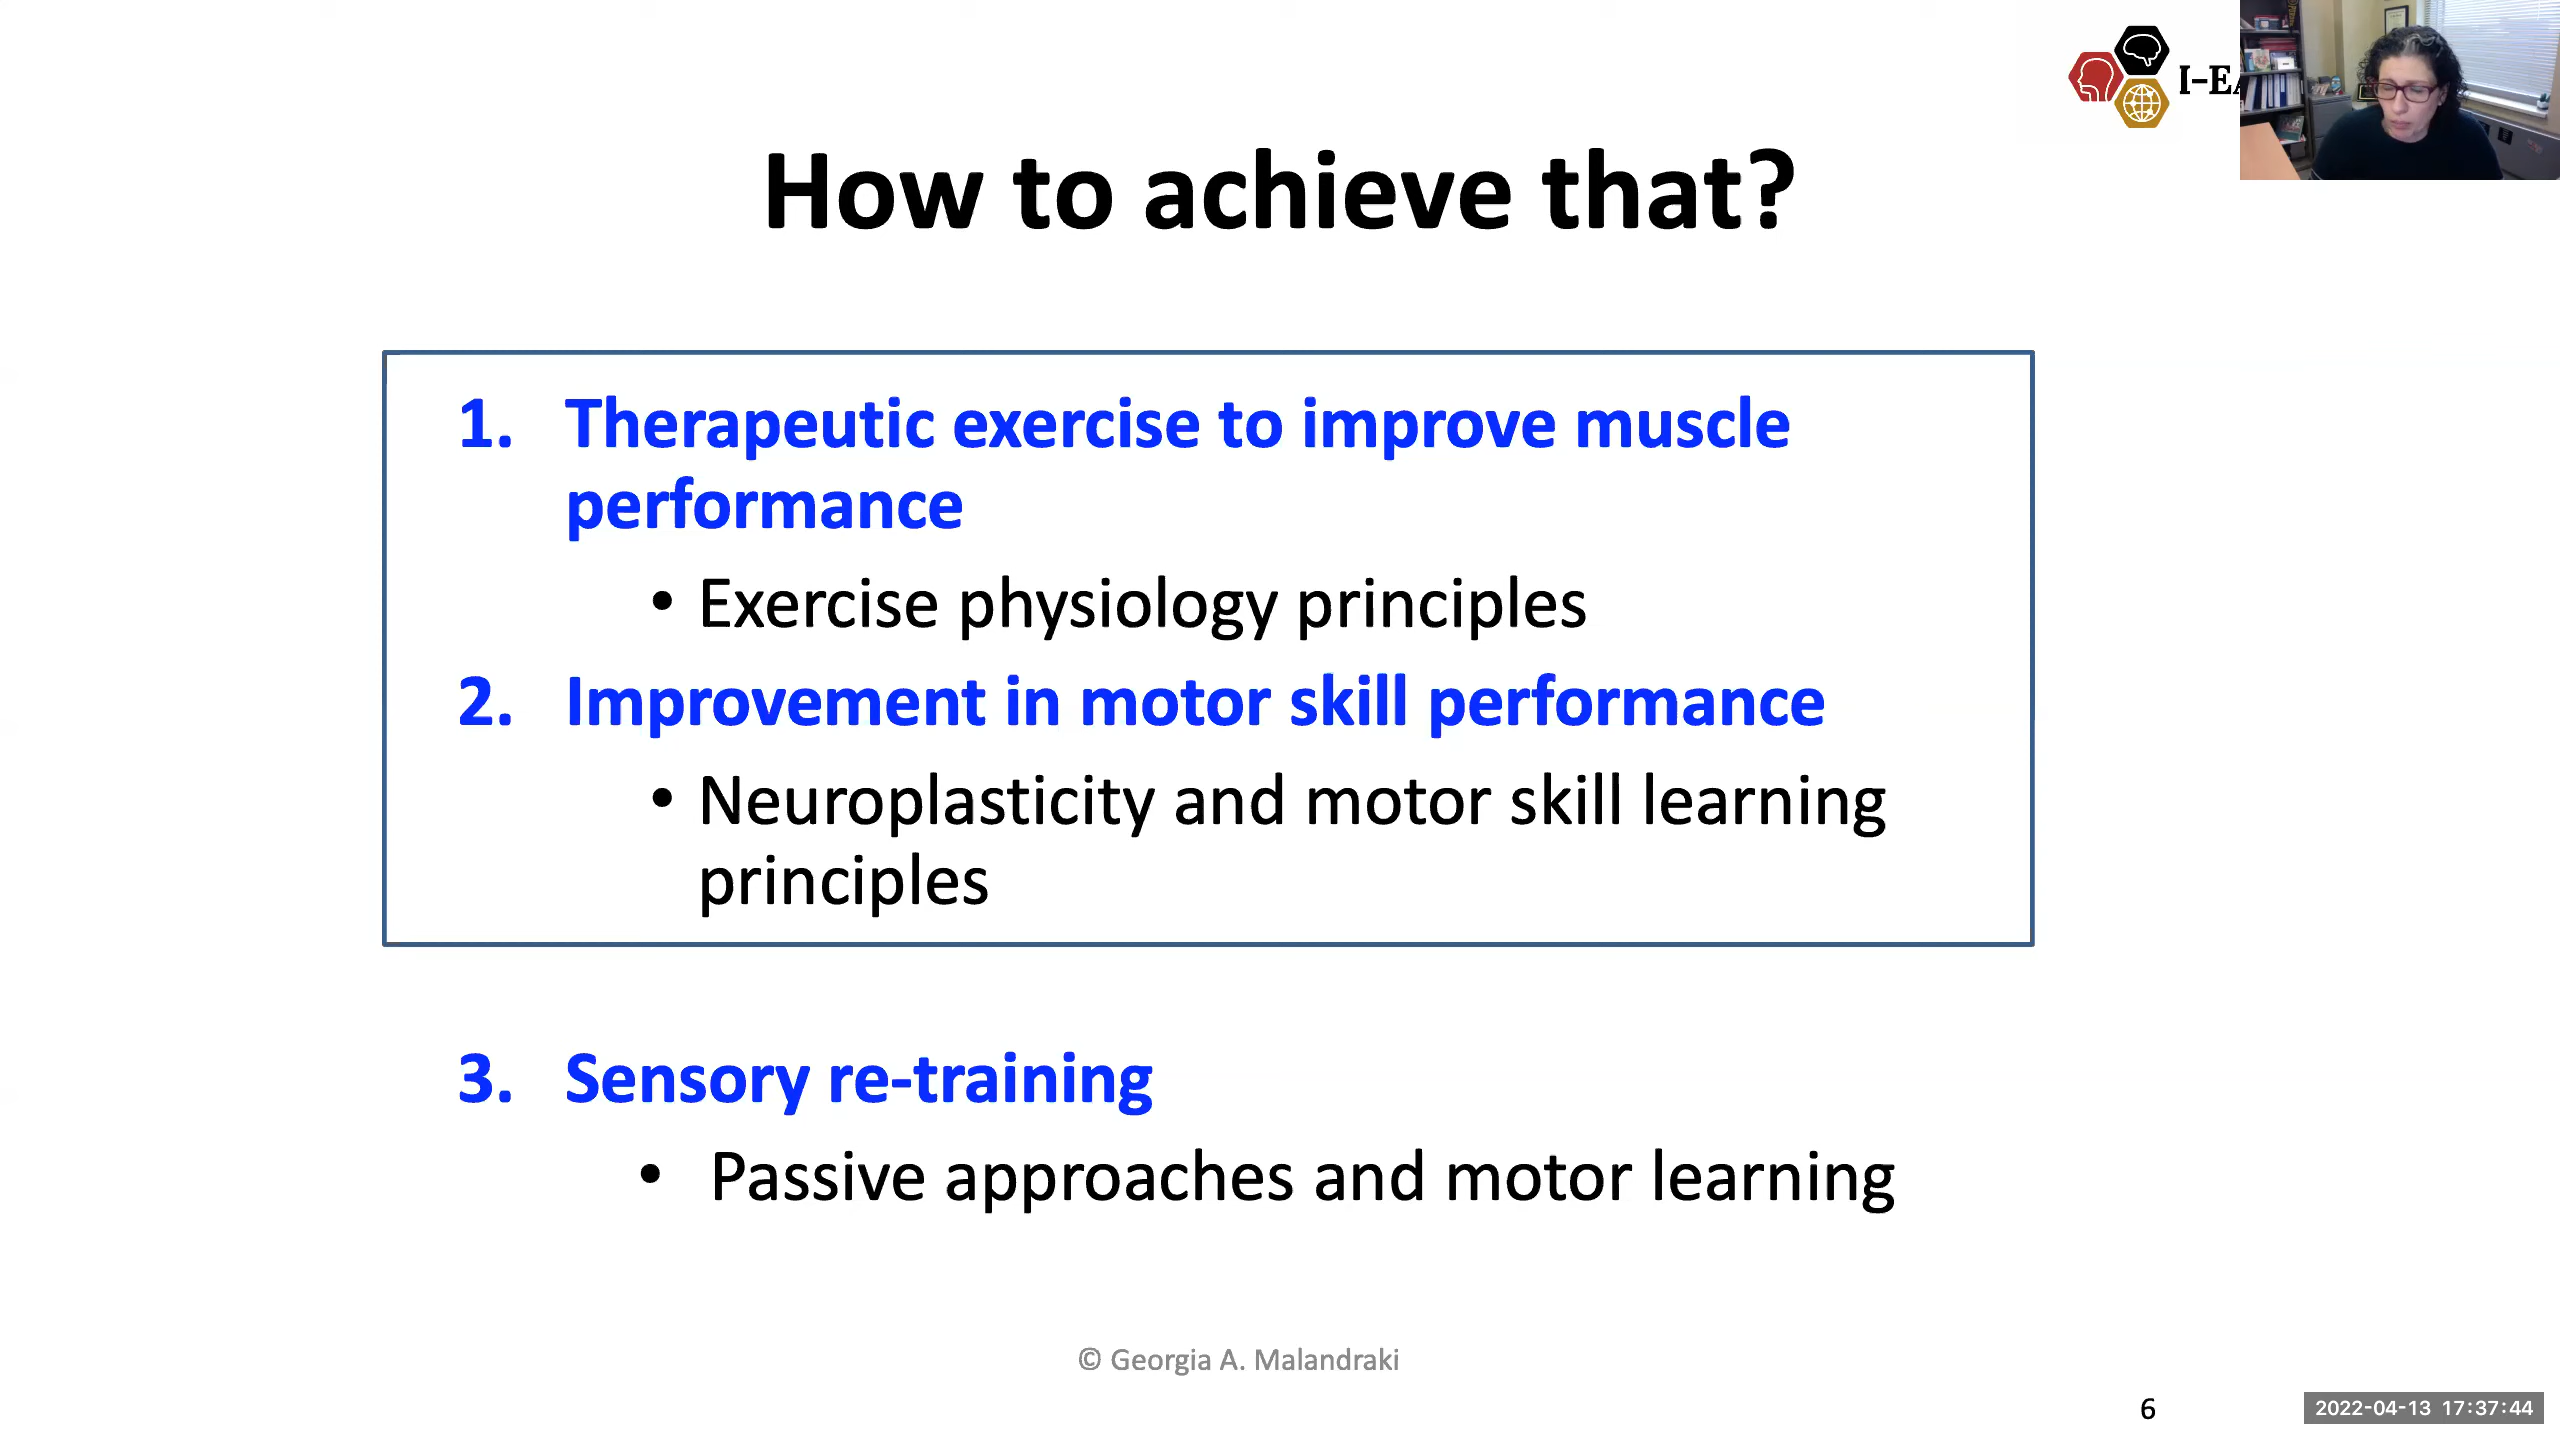 I-EA
How to achieve that?
1. Therapeutic exercise to improve muscle
performance
• Exercise physiology principles
2. Improvement in motor skill performance
• Neuroplasticity and motor skill learning
principles
3. Sensory re-training
• Passive approaches and motor learning
© Georgia A. Malandraki
6
2022-04-13 17:37:44